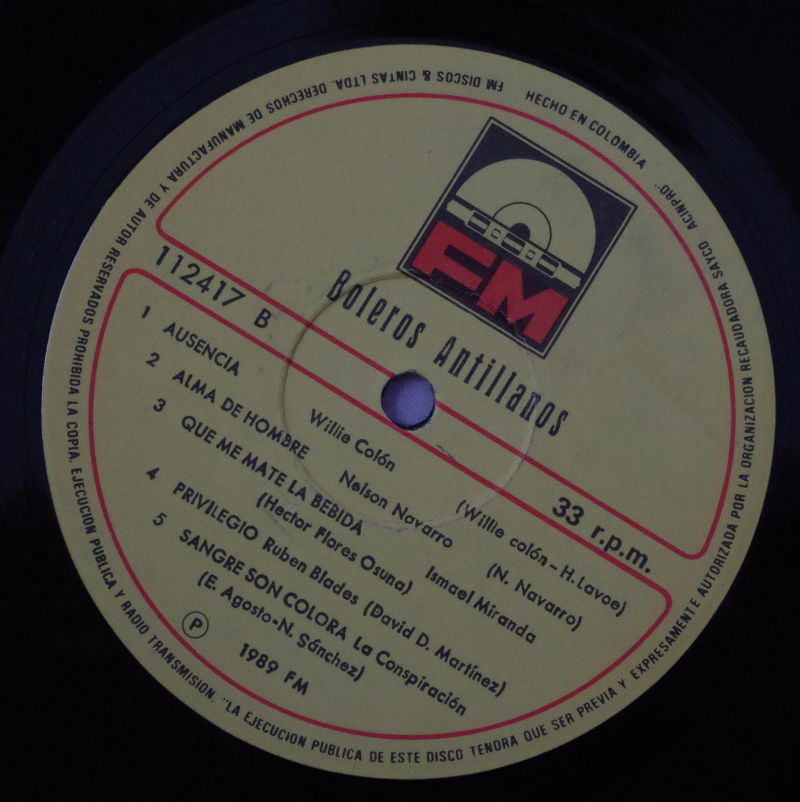 FM DISCOS & CINTAS LTDA. DERECHOS DE MANUFACTURA Y DE AUTOR RESERVADOS PROHIBIDA LA COPIA, EJECUCION PUBLICA Y RADIO TRANSMISION. "LA EJECUCION PUBLICA DE ESTE DISCO TENDRA QUE SER PREVIA Y EXPRESAMENTE AUTORIZADA POR LA ORGANIZACION RECAUDADORA SAYCO ACINPRO"
HECHO EN COLOMBIA
FM
Boleros Antillanos
112417 B
33 r.p.m.
1 AUSENCIA Willie Colón (Willie colón-H.Lavoe)
2 ALMA DE HOMBRE Nelson Navarro (N. Navarro)
3 QUE ME MATE LA BEBIDA Ismael Miranda
(Hector Flores Osuna)
4 PRIVILEGIO Ruben Blades (David D. Martínez)
5 SANGRE SON COLORA La Conspiración
(E. Agosto-N. Sánchez)
Ⓟ 1989 FM